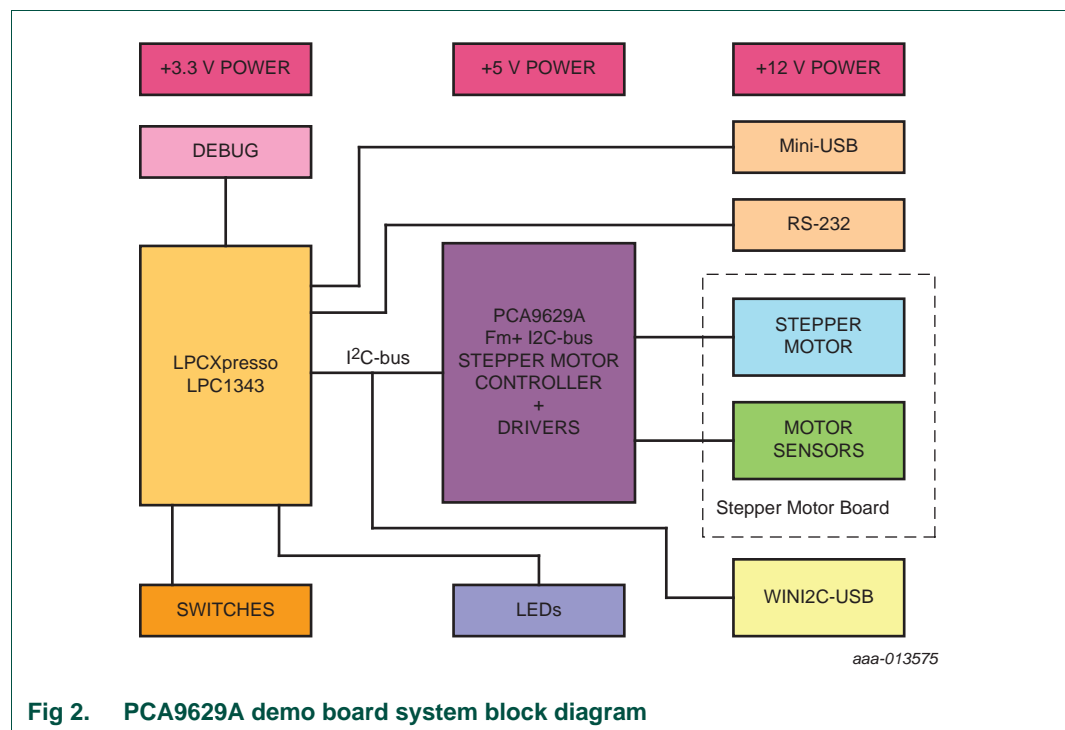 +3.3 V POWER
+5 V POWER
+12 V POWER
DEBUG
Mini-USB
RS-232
LPCXpresso
LPC1343
I²C-bus
PCA9629A
Fm+ I2C-bus
STEPPER MOTOR
CONTROLLER
+
DRIVERS
STEPPER
MOTOR
MOTOR
SENSORS
Stepper Motor Board
SWITCHES
LEDs
WINI2C-USB
aaa-013575
Fig 2. PCA9629A demo board system block diagram